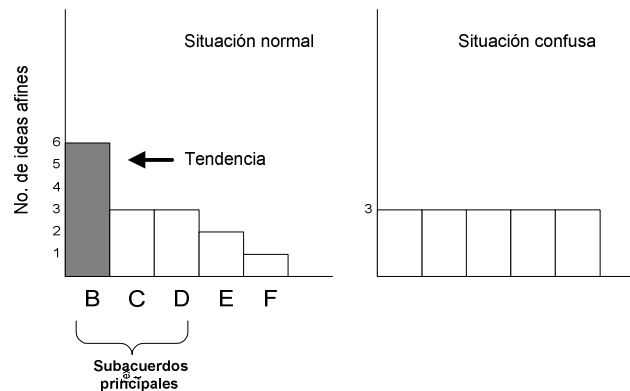 Situación normal
Situación confusa
No. de ideas afines
6
5
4
3
2
1
Tendencia
3
B C D E F
Subacuerdos
principales